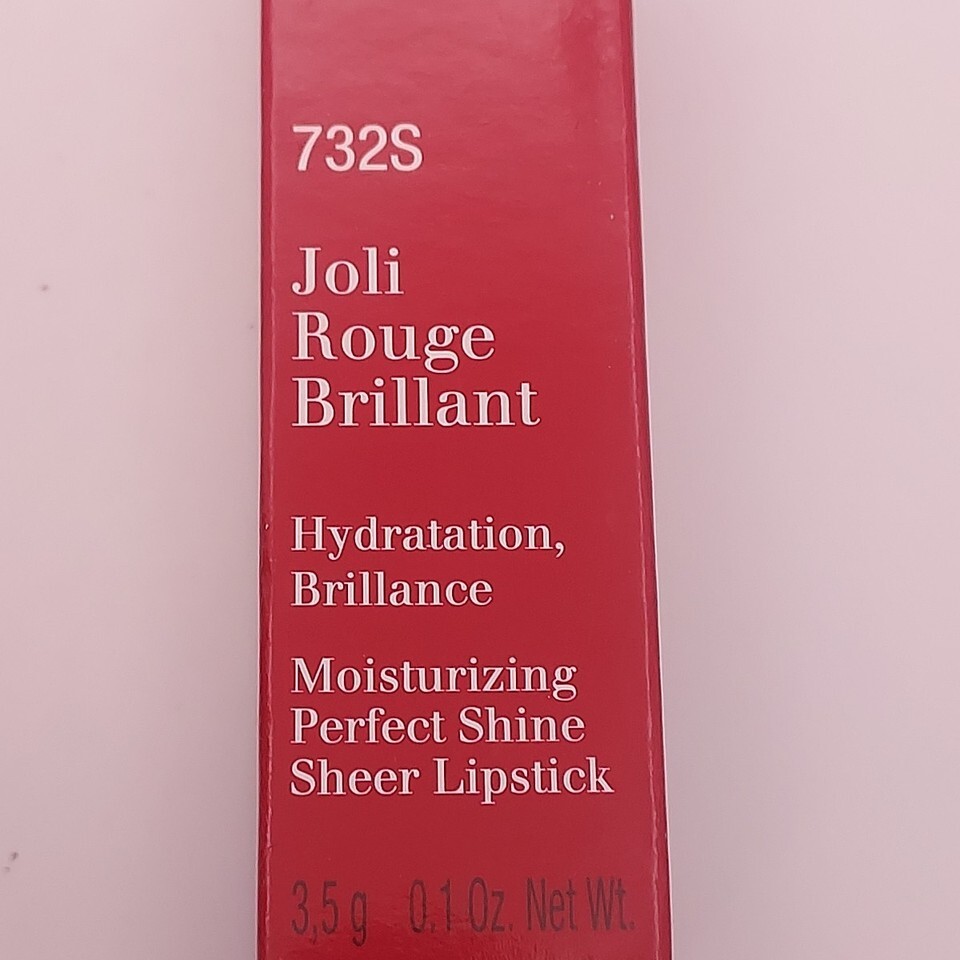 732S
Joli
Rouge
Brillant
Hydratation,
Brillance
Moisturizing
Perfect Shine
Sheer Lipstick
3,5 g 0.1 Oz. Net Wt.